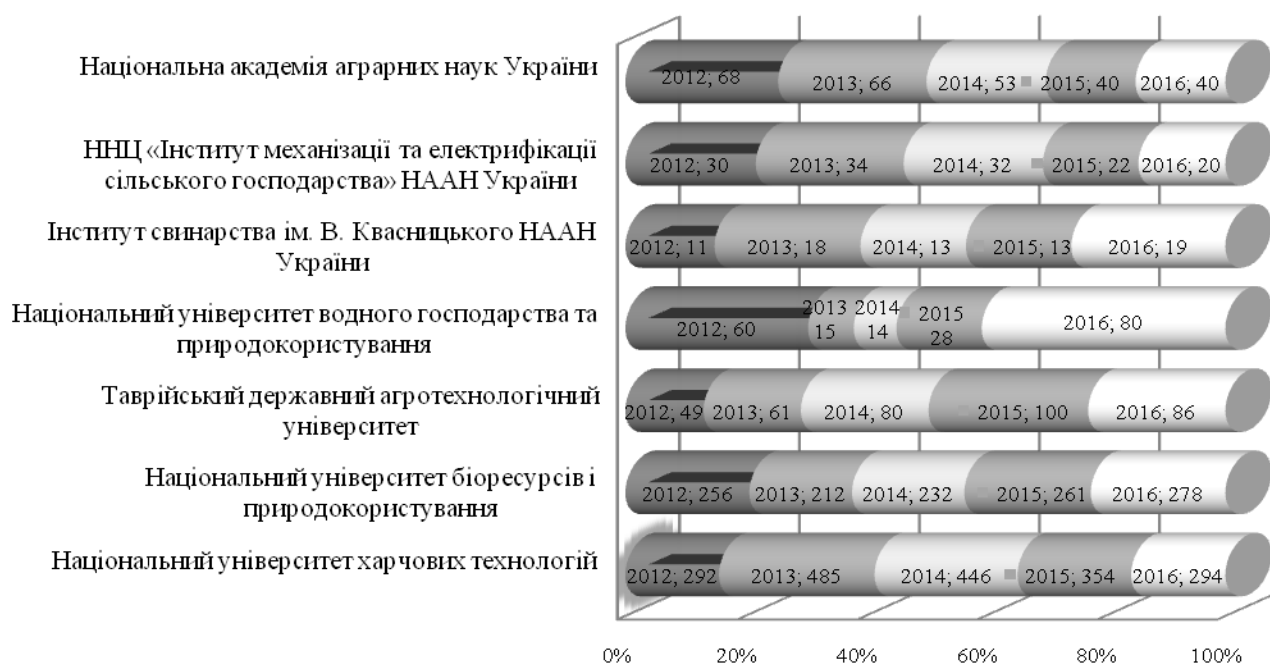 Національна академія аграрних наук України
2012; 68 2013; 66 2014; 53 2015; 40 2016; 40
ННЦ «Інститут механізації та електрифікації
сільського господарства» НААН України
2012; 30 2013; 34 2014; 32 2015; 22 2016; 20
Інститут свинарства ім. В. Квасницького НААН
України
2012; 11 2013; 18 2014; 13 2015; 13 2016; 19
Національний університет водного господарства та
природокористування
2012; 60 2013 15 2014 14 2015 28 2016; 80
Таврійський державний агротехнологічний
університет
2012; 49 2013; 61 2014; 80 2015; 100 2016; 86
Національний університет біоресурсів і
природокористування
2012; 256 2013; 212 2014; 232 2015; 261 2016; 278
Національний університет харчових технологій
2012; 292 2013; 485 2014; 446 2015; 354 2016; 294
0% 20% 40% 60% 80% 100%